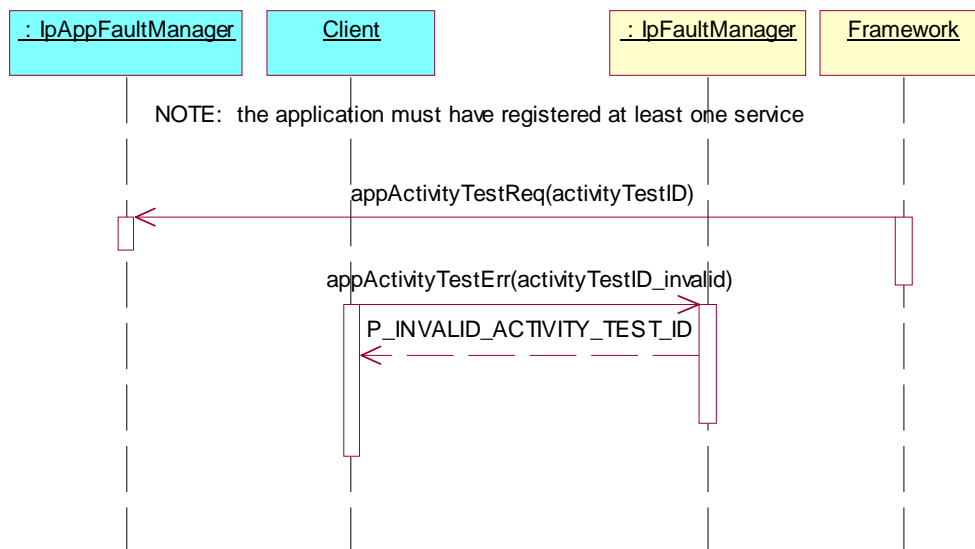 : IpAppFaultManager
Client
: IpFaultManager
Framework
NOTE: the application must have registered at least one service
appActivityTestReq(activityTestID)
appActivityTestErr(activityTestID_invalid)
P_INVALID_ACTIVITY_TEST_ID